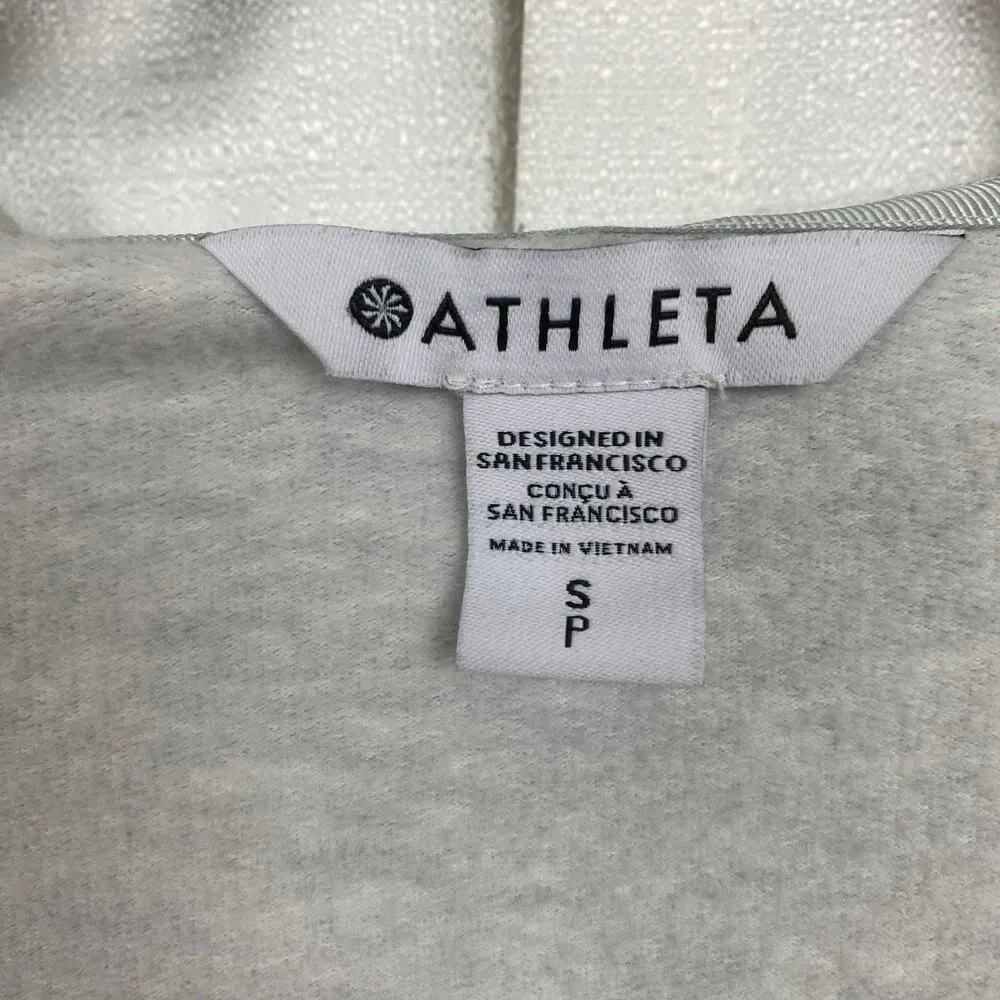 ATHLETA
DESIGNED IN
SAN FRANCISCO
CONÇU À
SAN FRANCISCO
MADE IN VIETNAM
S
P